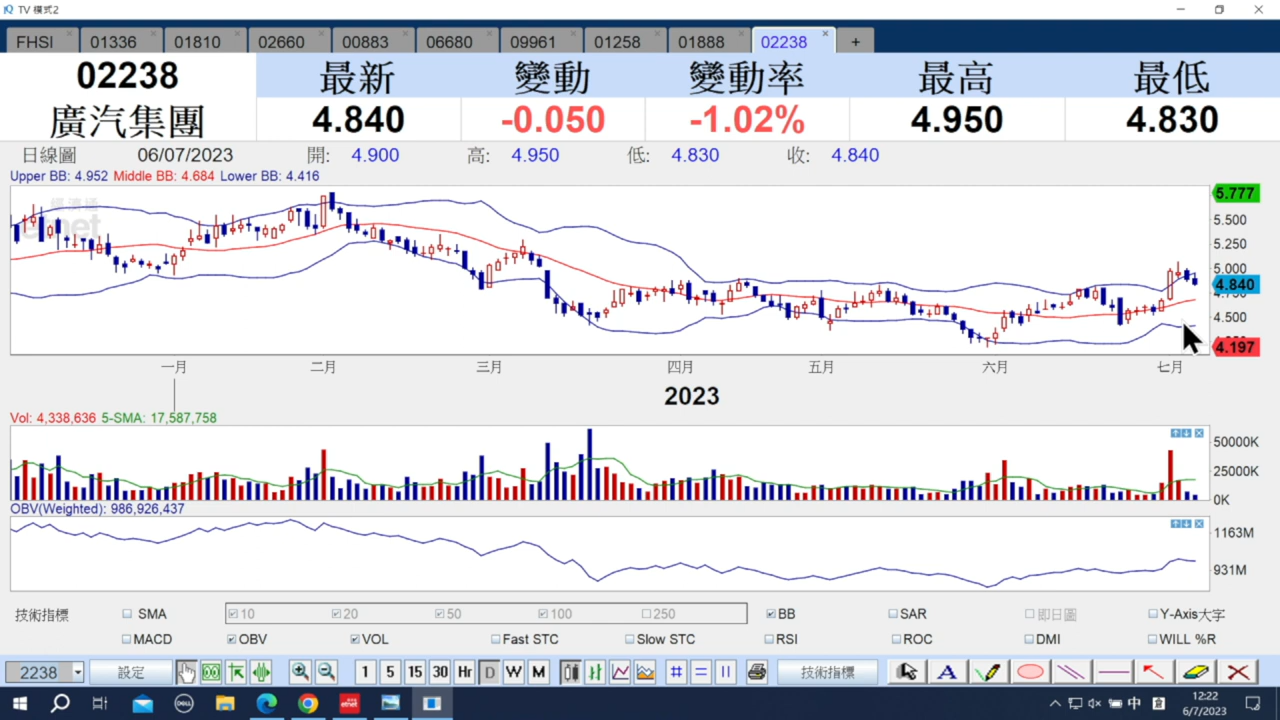 TV 模式2
FHSI 01336 01810 02660 00883 06680 09961 01258 01888 02238 +
02238 最新 變動 變動率 最高 最低
廣汽集團 4.840 -0.050 -1.02% 4.950 4.830
日線圖 06/07/2023 開: 4.900 高: 4.950 低: 4.830 收: 4.840
Upper BB: 4.952 Middle BB: 4.684 Lower BB: 4.416
經濟通
etnet
5.777
5.500
5.250
5.000
4.840
4.500
4.197
一月 二月 三月 四月 五月 六月 七月
2023
Vol: 4,338,636 5-SMA: 17,587,758
50000K
25000K
0K
OBV(Weighted): 986,926,437
1163M
931M
技術指標 SMA 10 20 50 100 250 BB SAR 即日圖 Y-Axis大字
MACD OBV VOL Fast STC Slow STC RSI ROC DMI WILL %R
2238 設定 1 5 15 30 Hr D W M 技術指標 A
DELL etnet 中 12:22
6/7/2023